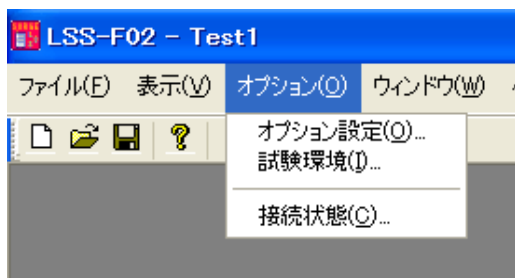 LSS-F02 - Test1
ファイル(F) 表示(V) オプション(O) ウィンドウ(W)
オプション設定(O)...
試験環境(I)...
接続状態(C)...